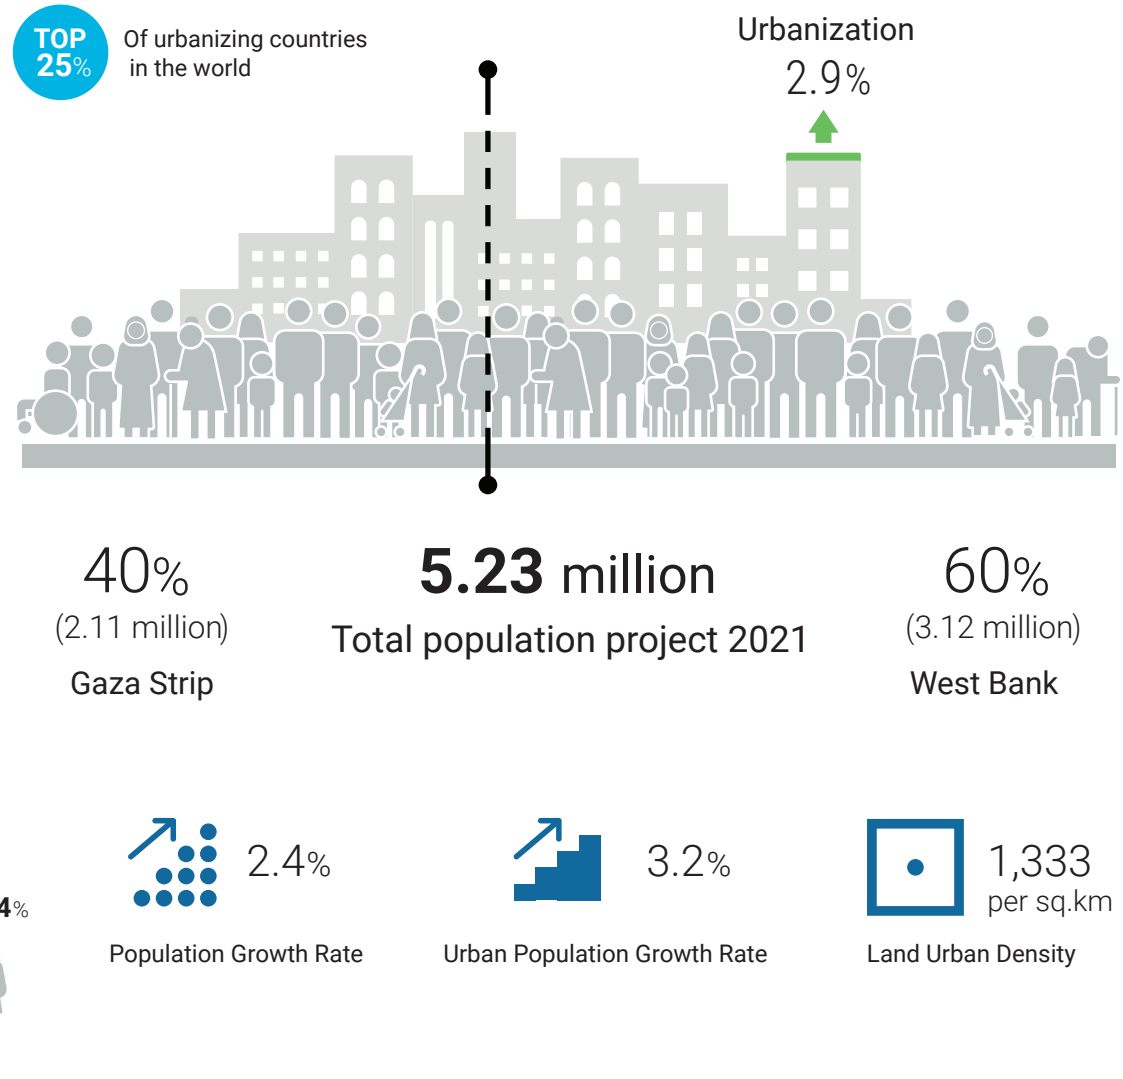 TOP
25%
Of urbanizing countries
in the world
Urbanization
2.9%
40%
(2.11 million)
Gaza Strip
5.23 million
Total population project 2021
60%
(3.12 million)
West Bank
4%
2.4%
Population Growth Rate
3.2%
Urban Population Growth Rate
1,333
per sq.km
Land Urban Density